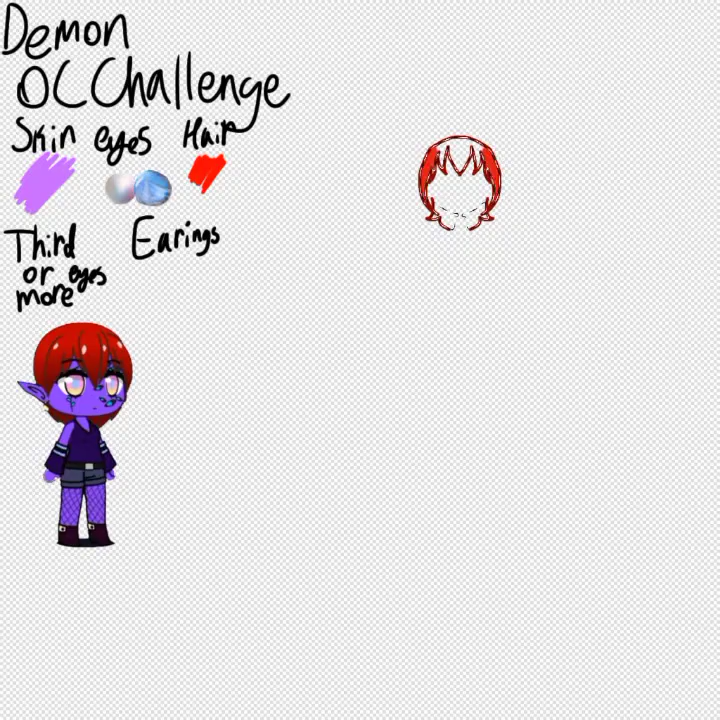 Demon
OC Challenge
Skin eyes Hair
Third Earings
or eyes
more